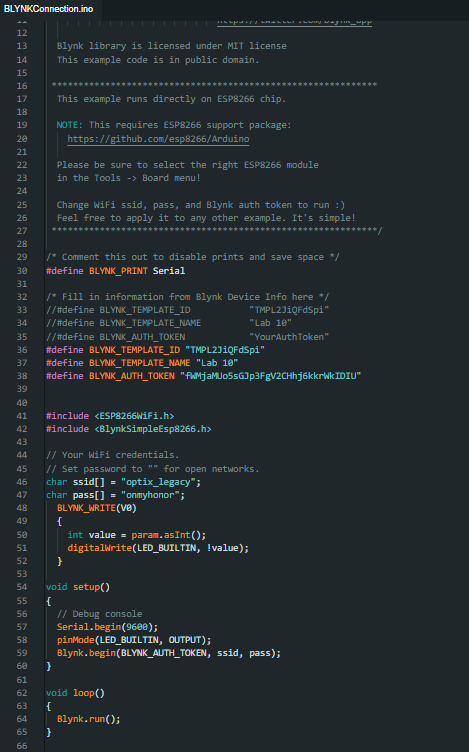 BLYNKConnection.ino
11 https://twitter.com/blynk_app
12
13 Blynk library is licensed under MIT license
14 This example code is in public domain.
15
16 *************************************************************
17 This example runs directly on ESP8266 chip.
18
19 NOTE: This requires ESP8266 support package:
20 https://github.com/esp8266/Arduino
21
22 Please be sure to select the right ESP8266 module
23 in the Tools -> Board menu!
24
25 Change WiFi ssid, pass, and Blynk auth token to run :)
26 Feel free to apply it to any other example. It's simple!
27 *************************************************************/
28
29 /* Comment this out to disable prints and save space */
30 #define BLYNK_PRINT Serial
31
32 /* Fill in information from Blynk Device Info here */
33 //#define BLYNK_TEMPLATE_ID "TMPL2JiQFdSpi"
34 //#define BLYNK_TEMPLATE_NAME "Lab 10"
35 //#define BLYNK_AUTH_TOKEN "YourAuthToken"
36 #define BLYNK_TEMPLATE_ID "TMPL2JiQFdSpi"
37 #define BLYNK_TEMPLATE_NAME "Lab 10"
38 #define BLYNK_AUTH_TOKEN "fWMjaMUo5sGJp3FgV2CHhj6kkrWkIDIU"
39
40
41 #include <ESP8266WiFi.h>
42 #include <BlynkSimpleEsp8266.h>
43
44 // Your WiFi credentials.
45 // Set password to "" for open networks.
46 char ssid[] = "optix_legacy";
47 char pass[] = "onmyhonor";
48 BLYNK_WRITE(V0)
49 {
50 int value = param.asInt();
51 digitalWrite(LED_BUILTIN, !value);
52 }
53
54 void setup()
55 {
56 // Debug console
57 Serial.begin(9600);
58 pinMode(LED_BUILTIN, OUTPUT);
59 Blynk.begin(BLYNK_AUTH_TOKEN, ssid, pass);
60 }
61
62 void loop()
63 {
64 Blynk.run();
65 }
66